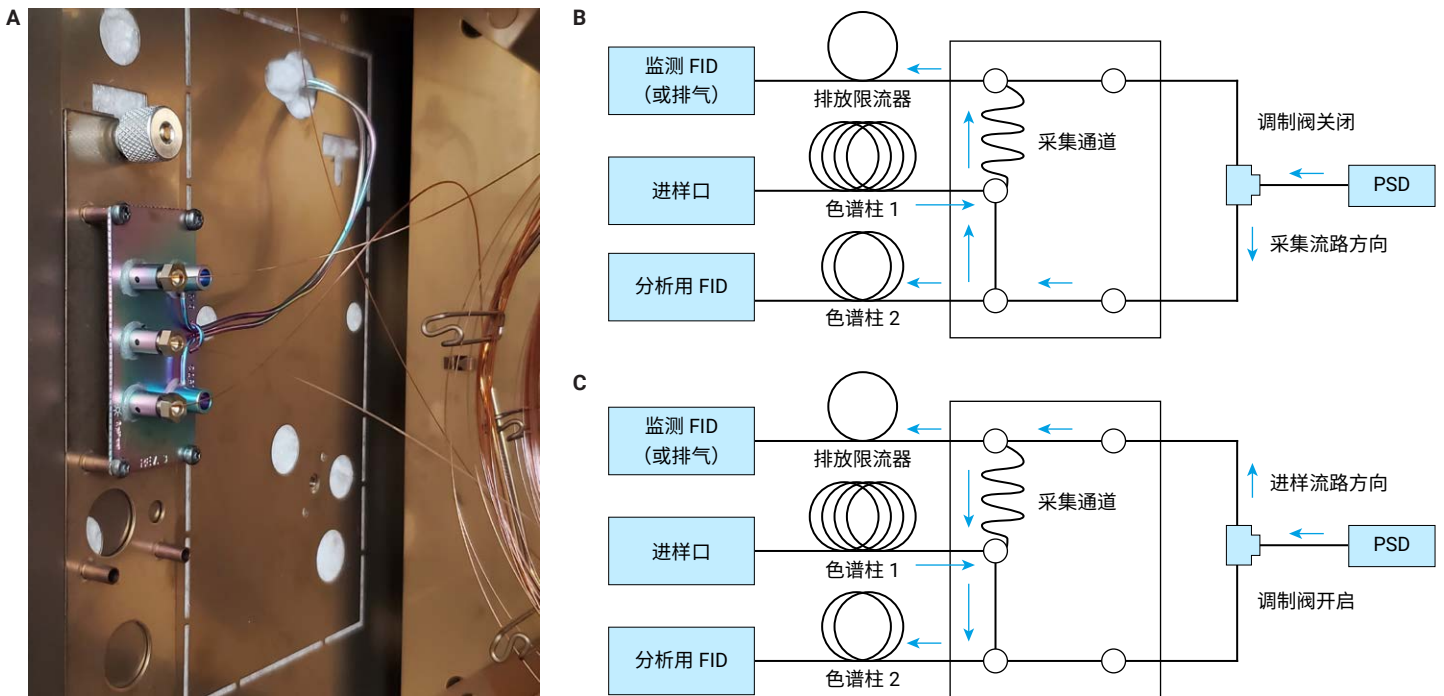 A
B
监测 FID
（或排气）
排放限流器
采集通道
调制阀关闭
进样口
色谱柱 1
PSD
采集流路方向
分析用 FID
色谱柱 2
C
监测 FID
（或排气）
排放限流器
采集通道
进样流路方向
进样口
色谱柱 1
PSD
调制阀开启
分析用 FID
色谱柱 2